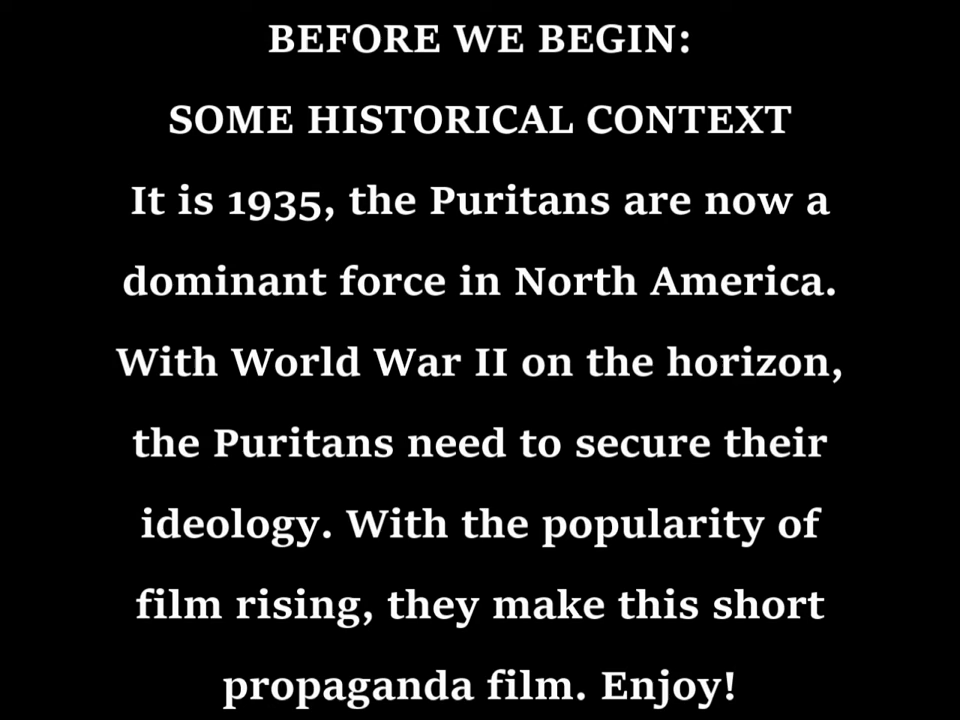 BEFORE WE BEGIN:
SOME HISTORICAL CONTEXT
It is 1935, the Puritans are now a
dominant force in North America.
With World War II on the horizon,
the Puritans need to secure their
ideology. With the popularity of
film rising, they make this short
propaganda film. Enjoy!